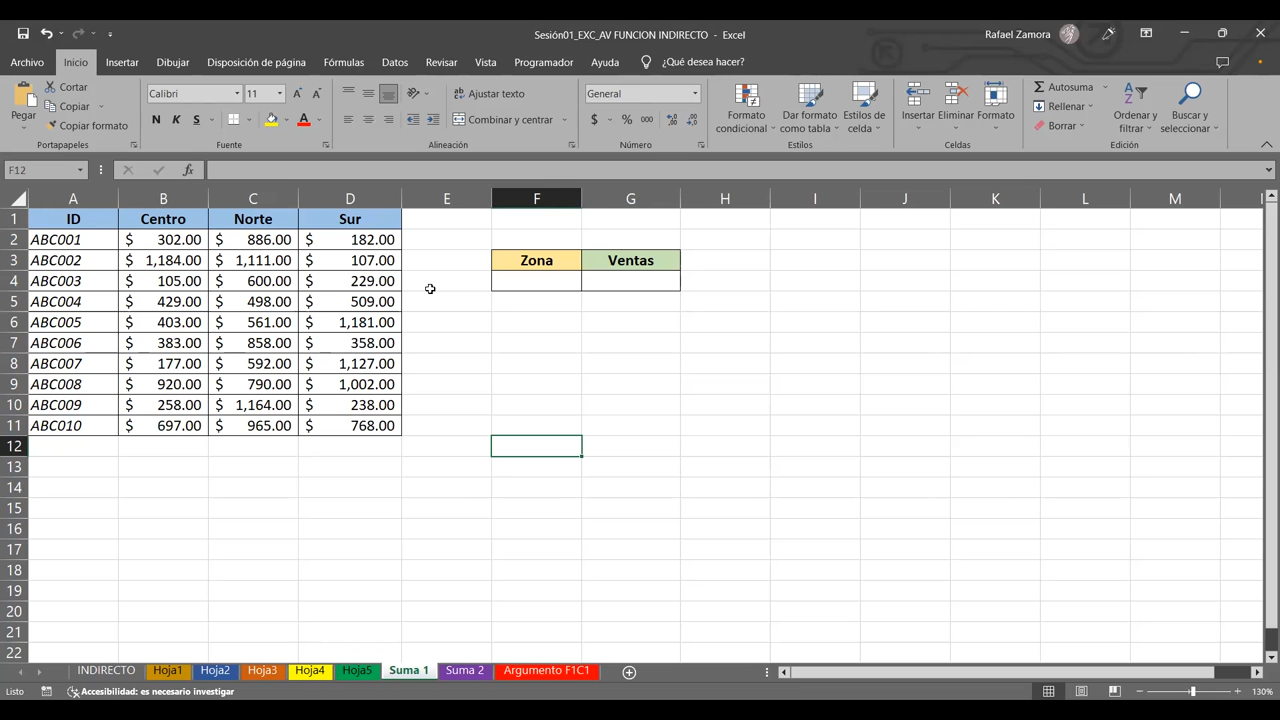 Sesión01_EXC_AV FUNCION INDIRECTO - Excel
Rafael Zamora
Archivo Inicio Insertar Dibujar Disposición de página Fórmulas Datos Revisar Vista Programador Ayuda ¿Qué desea hacer?
Pegar
Cortar
Copiar
Copiar formato
Portapapeles
Calibri 11
N K S
Fuente
Ajustar texto
Combinar y centrar
Alineación
General
$ % 000
Número
Formato condicional
Dar formato como tabla
Estilos de celda
Estilos
Insertar Eliminar Formato
Celdas
Autosuma
Rellenar
Borrar
Ordenar y filtrar
Buscar y seleccionar
Edición
F12 fx
A B C D E F G H I J K L M
1 ID Centro Norte Sur
2 ABC001 $ 302.00 $ 886.00 $ 182.00
3 ABC002 $ 1,184.00 $ 1,111.00 $ 107.00 Zona Ventas
4 ABC003 $ 105.00 $ 600.00 $ 229.00
5 ABC004 $ 429.00 $ 498.00 $ 509.00
6 ABC005 $ 403.00 $ 561.00 $ 1,181.00
7 ABC006 $ 383.00 $ 858.00 $ 358.00
8 ABC007 $ 177.00 $ 592.00 $ 1,127.00
9 ABC008 $ 920.00 $ 790.00 $ 1,002.00
10 ABC009 $ 258.00 $ 1,164.00 $ 238.00
11 ABC010 $ 697.00 $ 965.00 $ 768.00
12
13
14
15
16
17
18
19
20
21
22
INDIRECTO Hoja1 Hoja2 Hoja3 Hoja4 Hoja5 Suma 1 Suma 2 Argumento F1C1
Listo Accesibilidad: es necesario investigar 130%